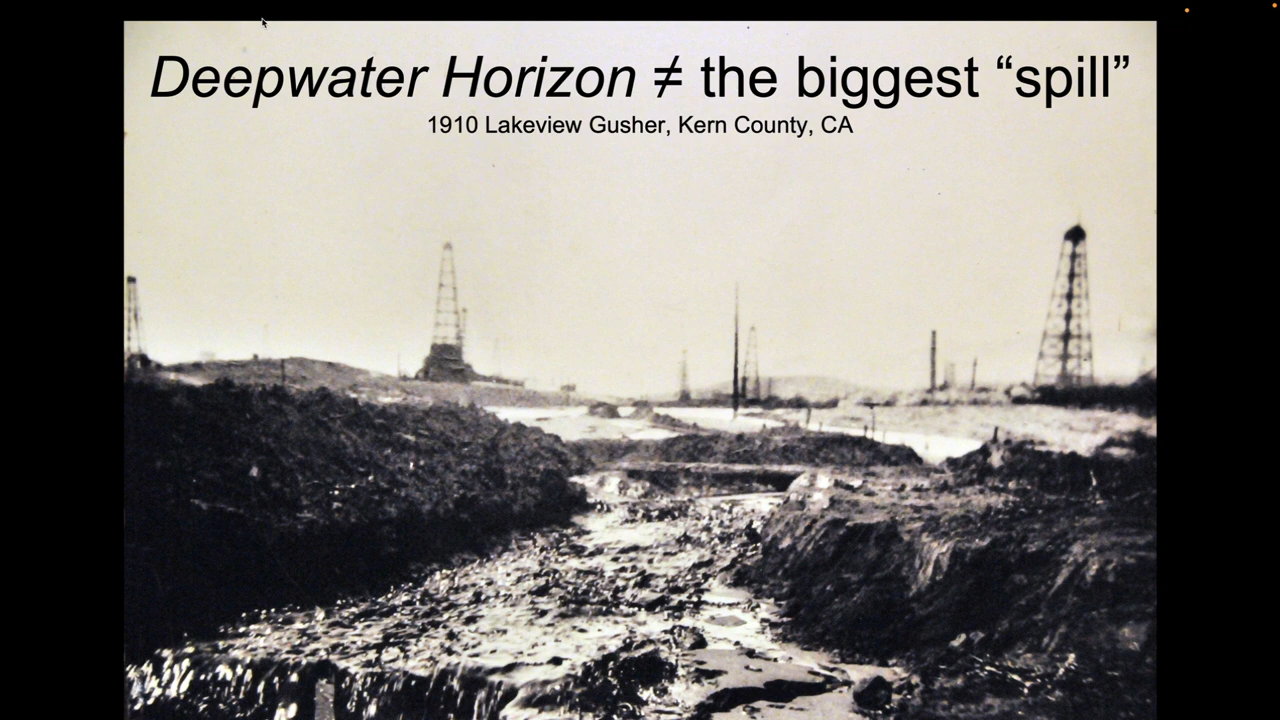 Deepwater Horizon ≠ the biggest “spill”
1910 Lakeview Gusher, Kern County, CA